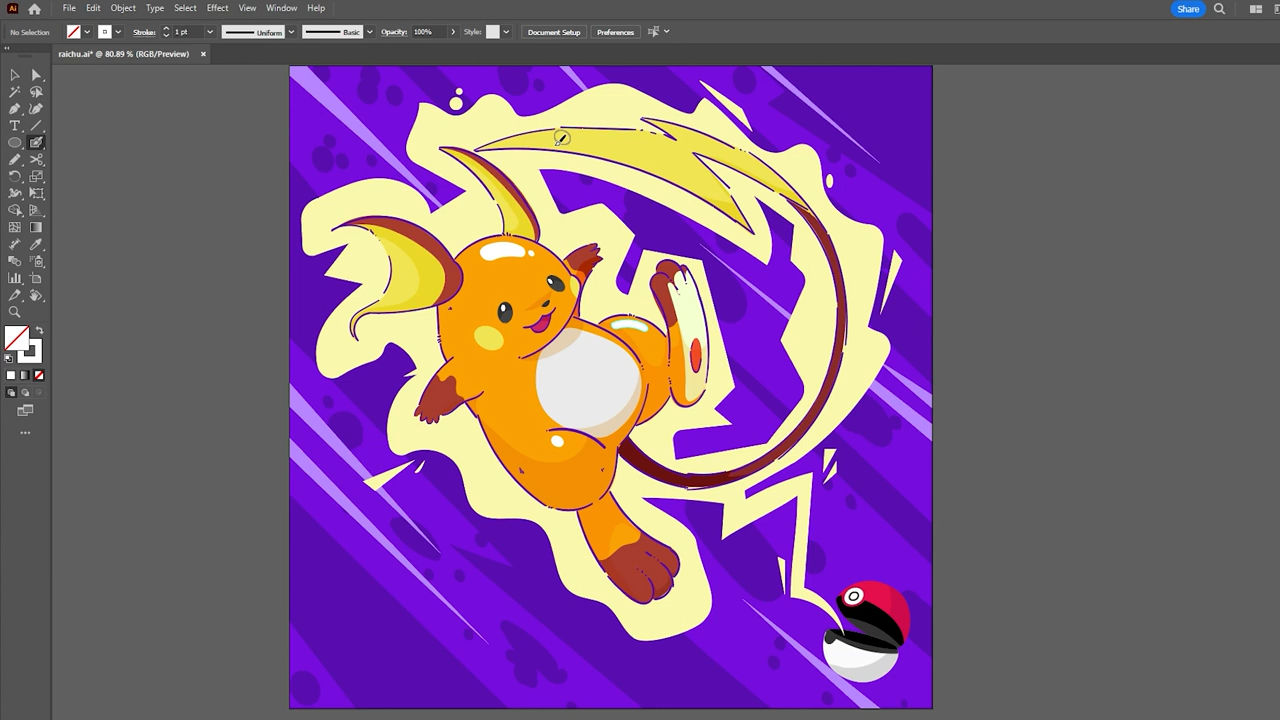 Ai File Edit Object Type Select Effect View Window Help Share
No Selection Stroke: 1 pt Uniform Basic Opacity: 100% Style: Document Setup Preferences
raichu.ai* @ 80.89 % (RGB/Preview) ×
T